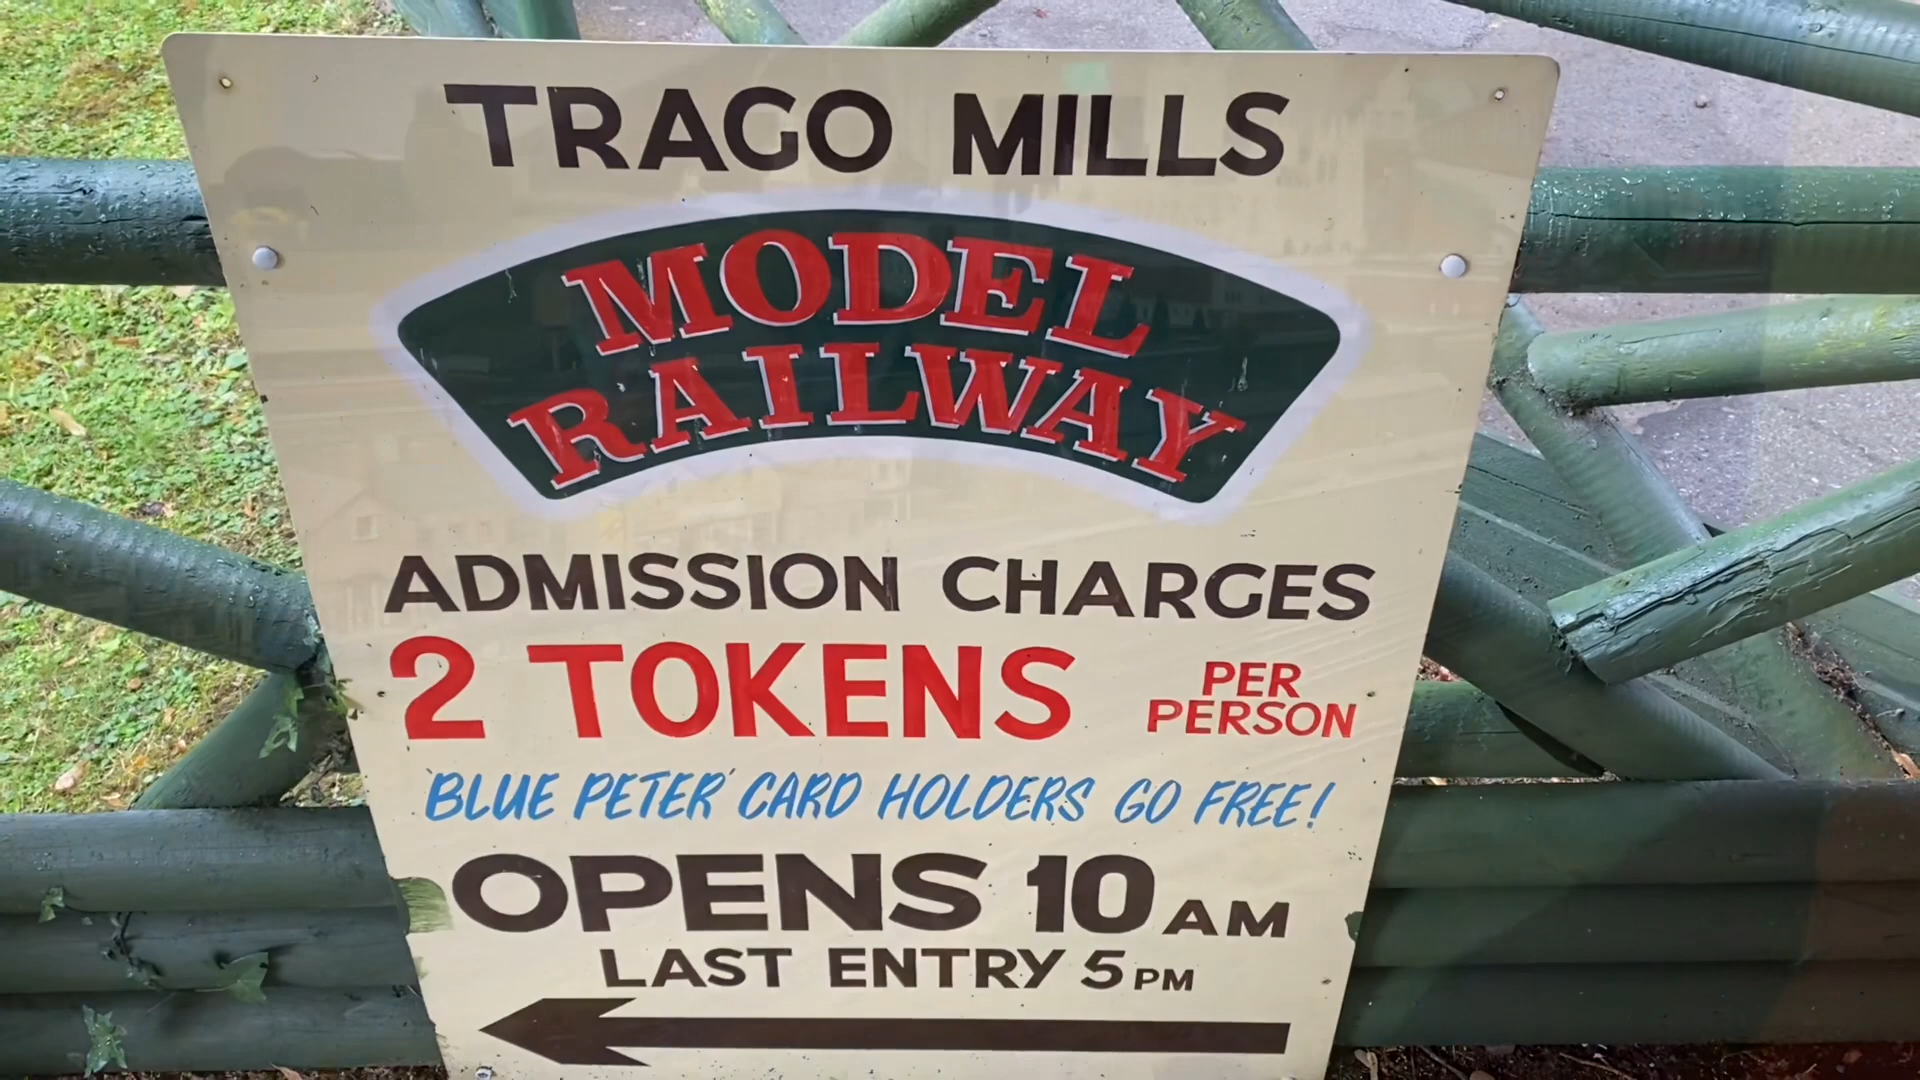 TRAGO MILLS
MODEL
RAILWAY
ADMISSION CHARGES
2 TOKENS PER PERSON
'BLUE PETER' CARD HOLDERS GO FREE!
OPENS 10 AM
LAST ENTRY 5 PM